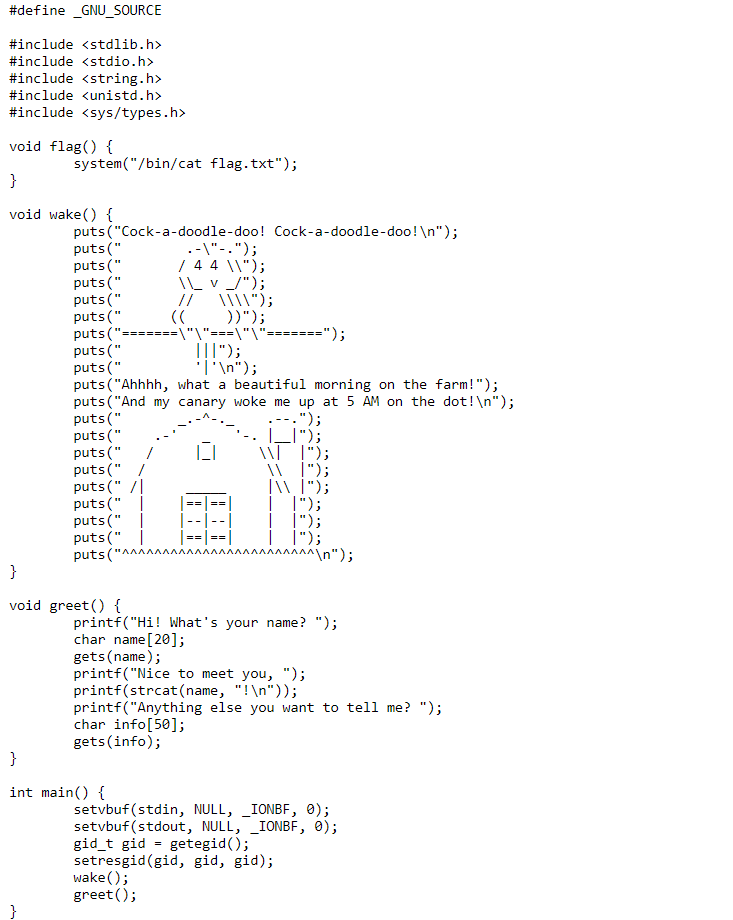 #define _GNU_SOURCE

#include <stdlib.h>
#include <stdio.h>
#include <string.h>
#include <unistd.h>
#include <sys/types.h>

void flag() {
        system("/bin/cat flag.txt");
}

void wake() {
        puts("Cock-a-doodle-doo! Cock-a-doodle-doo!\n");
        puts("        .-\"-.");
        puts("       / 4 4 \\");
        puts("       \\_ v _/");
        puts("       //   \\\\");
        puts("      ((     ))");
        puts("=======\"\"===\"\"=======");
        puts("         |||");
        puts("         '|'\n");
        puts("Ahhhh, what a beautiful morning on the farm!");
        puts("And my canary woke me up at 5 AM on the dot!\n");
        puts("       _.-^-._    .--.");
        puts("    .-'   _   '-. |__|");
        puts("   /     |_|     \\|  |");
        puts("  /               \\  |");
        puts(" /|     _____     |\\ |");
        puts("  |    |==|==|    |  |");
        puts("  |    |--|--|    |  |");
        puts("  |    |==|==|    |  |");
        puts("^^^^^^^^^^^^^^^^^^^^^^^^\n");
}

void greet() {
        printf("Hi! What's your name? ");
        char name[20];
        gets(name);
        printf("Nice to meet you, ");
        printf(strcat(name, "!\n"));
        printf("Anything else you want to tell me? ");
        char info[50];
        gets(info);
}

int main() {
        setvbuf(stdin, NULL, _IONBF, 0);
        setvbuf(stdout, NULL, _IONBF, 0);
        gid_t gid = getegid();
        setresgid(gid, gid, gid);
        wake();
        greet();
}